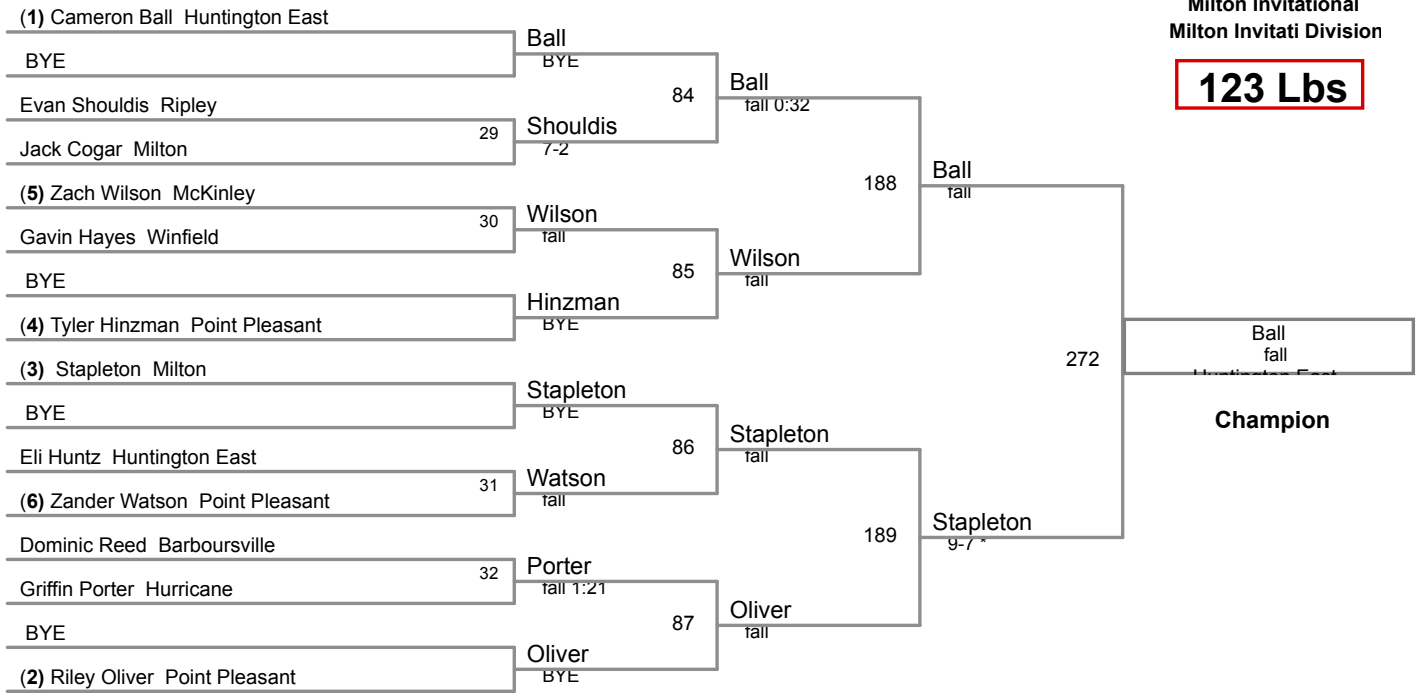 Milton Invitational
Milton Invitati Division
123 Lbs
(1) Cameron Ball  Huntington East
BYE
Evan Shouldis  Ripley
Jack Cogar  Milton
(5) Zach Wilson  McKinley
Gavin Hayes  Winfield
BYE
(4) Tyler Hinzman  Point Pleasant
(3)  Stapleton  Milton
BYE
Eli Huntz  Huntington East
(6) Zander Watson  Point Pleasant
Dominic Reed  Barboursville
Griffin Porter  Hurricane
BYE
(2) Riley Oliver  Point Pleasant
Ball
BYE
29
Shouldis
7-2
30
Wilson
fall
Hinzman
BYE
Stapleton
BYE
31
Watson
fall
32
Porter
fall 1:21
Oliver
BYE
84
Ball
fall 0:32
85
Wilson
fall
86
Stapleton
fall
87
Oliver
fall
188
Ball
fall
189
Stapleton
9-7 *
272
Ball
fall
Huntington East
Champion